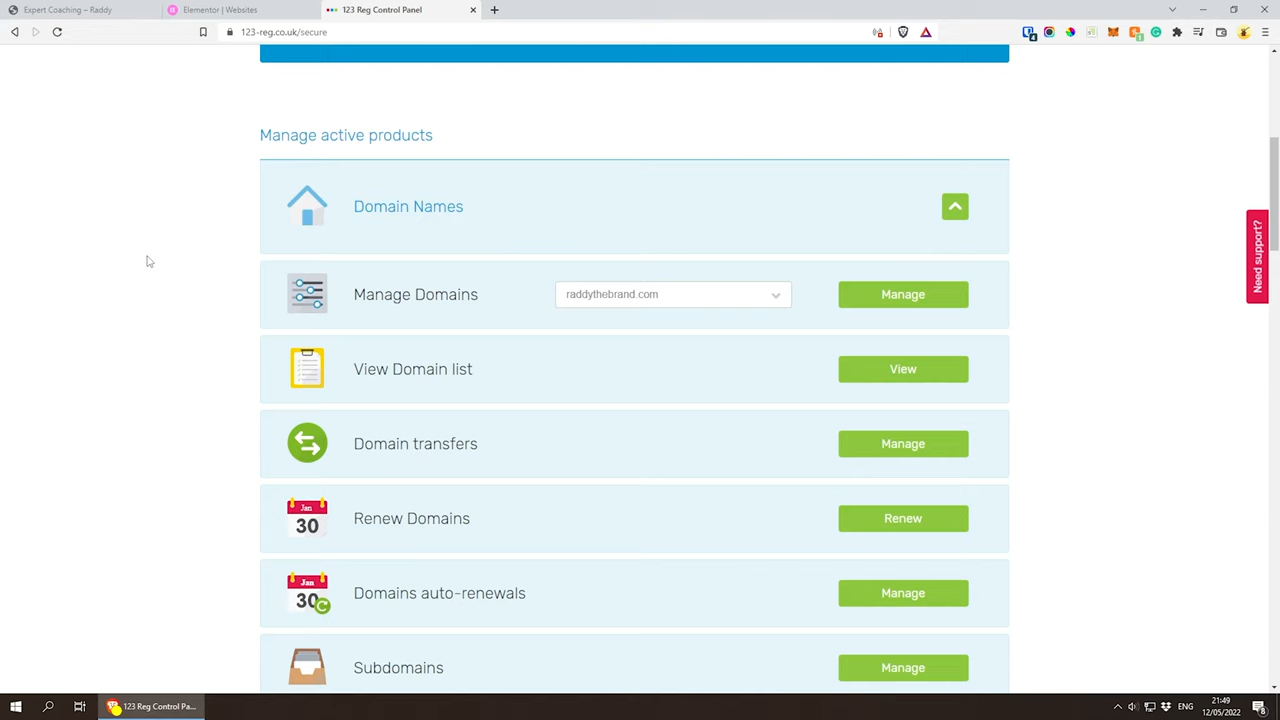 Expert Coaching – Raddy
Elementor | Websites
123 Reg Control Panel
123-reg.co.uk/secure
Manage active products
Domain Names
Manage Domains
raddythebrand.com
Manage
View Domain list
View
Domain transfers
Manage
Jan
30
Renew Domains
Renew
Jan
30
Domains auto-renewals
Manage
Subdomains
Manage
Need support?
123 Reg Control Pa...
ENG
21:49
12/05/2022